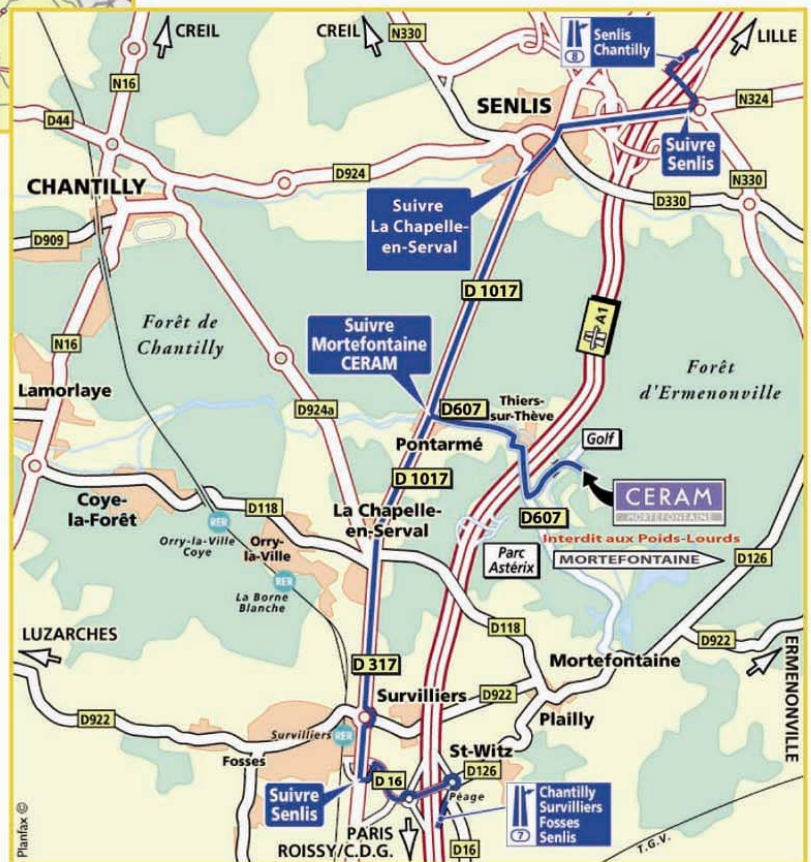 CREIL
CREIL
N330
Senlis
Chantilly
8
LILLE
N16
SENLIS
N324
D44
Suivre
Senlis
D924
N330
CHANTILLY
D330
Suivre
La Chapelle-
en-Serval
D909
D 1017
A1
Forêt de
Chantilly
Suivre
Mortefontaine
CERAM
N16
Forêt
d'Ermenonville
Lamorlaye
D924a
D607
Thiers-
sur-Thève
Golf
Pontarmé
D 1017
CERAM
MORTEFONTAINE
Coye-
la-Forêt
D118
La Chapelle-
en-Serval
D607
RER
Orry-la-Ville
Coye
Orry-
la-Ville
Interdit aux Poids-Lourds
Parc
Astérix
MORTEFONTAINE
D126
RER
La Borne
Blanche
LUZARCHES
D118
D922
ERMENONVILLE
D 317
Mortefontaine
Survilliers
D922
D922
Plailly
Survilliers
RER
Fosses
St-Witz
D 16
D126
Péage
Suivre
Senlis
Chantilly
Survilliers
Fosses
Senlis
7
PARIS
ROISSY/C.D.G.
D16
T.G.V.
Planfax ©